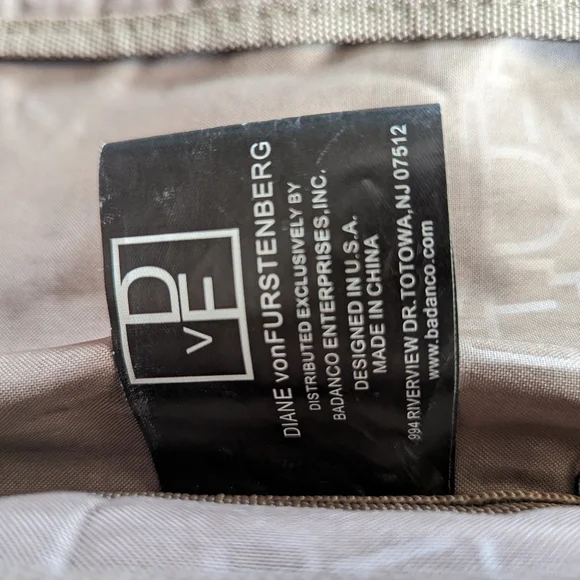 D
VF
DIANE vonFURSTENBERG
DISTRIBUTED EXCLUSIVELY BY
BADANCO ENTERPRISES,INC.
DESIGNED IN U.S.A.
MADE IN CHINA
994 RIVERVIEW DR. TOTOWA,NJ 07512
www.badanco.com